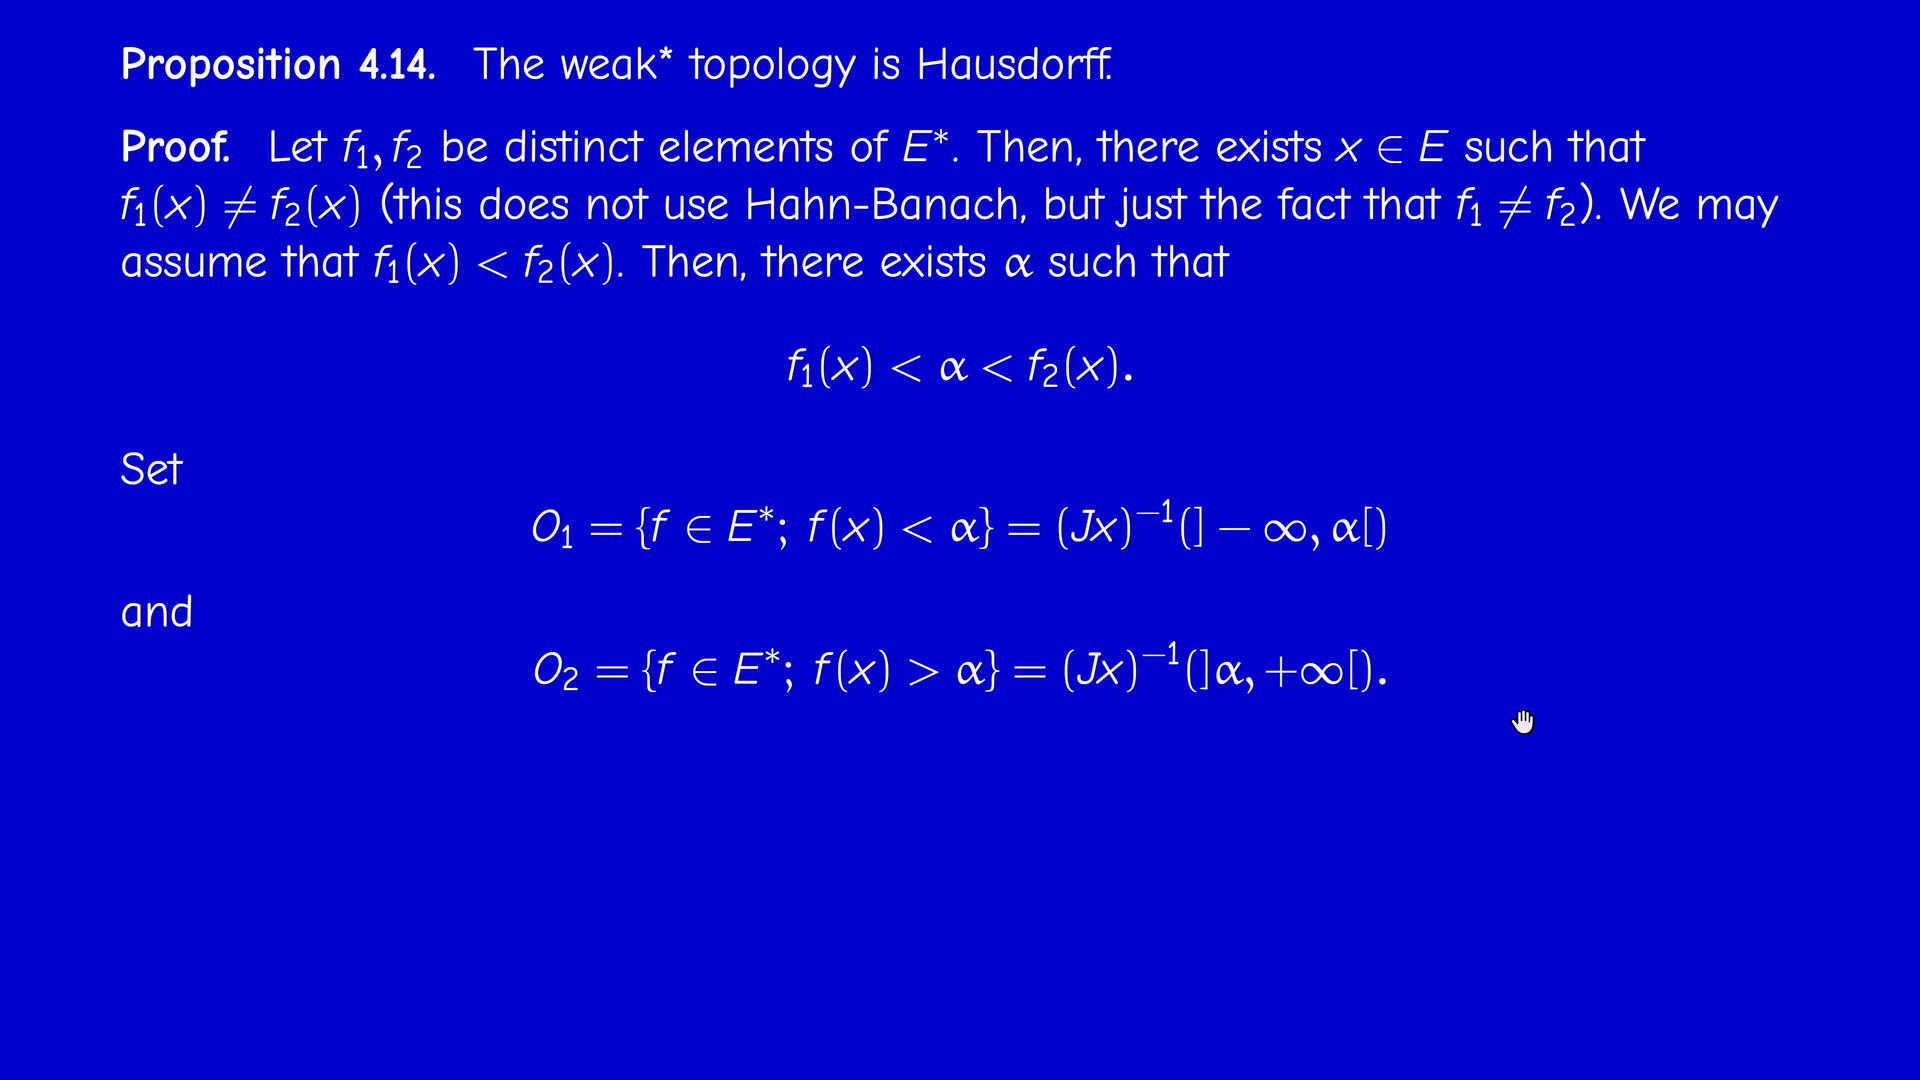 Proposition 4.14. The weak* topology is Hausdorff.
Proof. Let f₁, f₂ be distinct elements of E*. Then, there exists x ∈ E such that
f₁(x) ≠ f₂(x) (this does not use Hahn-Banach, but just the fact that f₁ ≠ f₂). We may
assume that f₁(x) < f₂(x). Then, there exists α such that
f₁(x) < α < f₂(x).
Set
O₁ = {f ∈ E*; f(x) < α} = (Jx)⁻¹(] − ∞, α[)
and
O₂ = {f ∈ E*; f(x) > α} = (Jx)⁻¹(]α, +∞[).